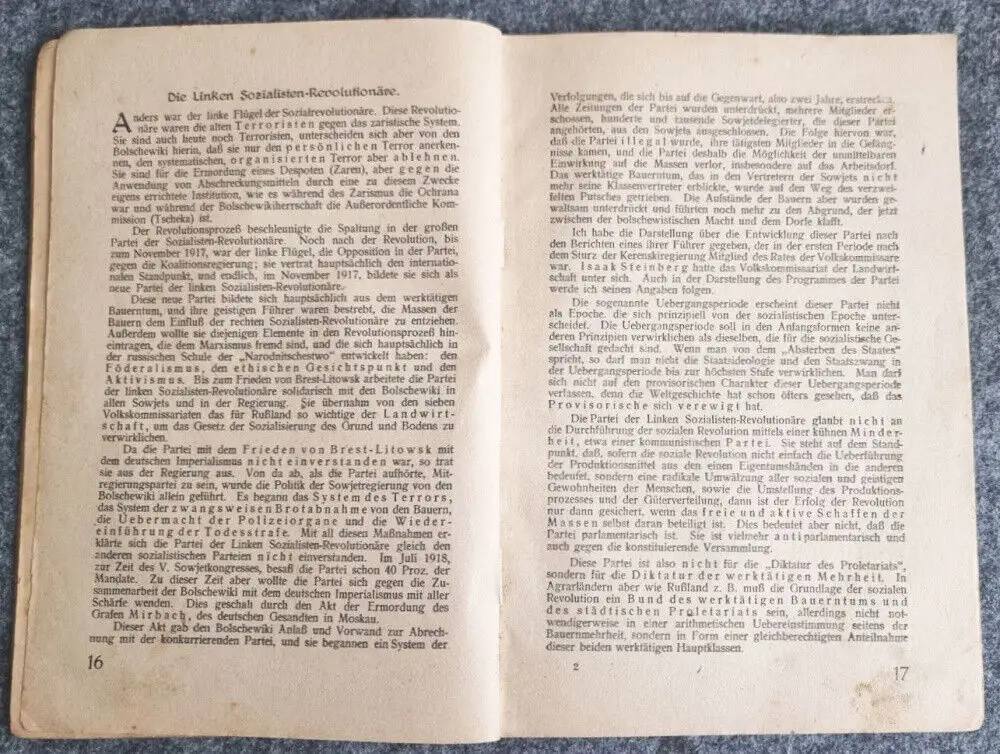 Die Linken Sozialisten-Revolutionäre.
Anders war der linke Flügel der Sozialrevolutionäre. Diese Revolutio-
näre waren die alten Terroristen gegen das zaristische System.
Sie sind auch heute noch Terroristen, unterscheiden sich aber von den
Bolschewiki hierin, daß sie nur den persönlichen Terror anerken-
nen, den systematischen, organisierten Terror aber ablehnen.
Sie sind für die Ermordung eines Despoten (Zaren), aber gegen die
Anwendung von Abschreckungsmitteln durch eine zu diesem Zwecke
eigens errichtete Institution, wie es während des Zarismus die Ochrana
war und während der Bolschewikiherrschaft die Außerordentliche Kom-
mission (Tscheka) ist.
Der Revolutionsprozeß beschleunigte die Spaltung in der großen
Partei der Sozialisten-Revolutionäre. Noch nach der Revolution, bis
zum November 1917, war der linke Flügel, die Opposition in der Partei,
gegen die Koalitionsregierung; sie vertrat hauptsächlich den internatio-
nalen Standpunkt, und endlich, im November 1917, bildete sie sich als
neue Partei der linken Sozialisten-Revolutionäre.
Diese neue Partei bildete sich hauptsächlich aus dem werktätigen
Bauerntum, und ihre geistigen Führer waren bestrebt, die Massen der
Bauern dem Einfluß der rechten Sozialisten-Revolutionäre zu entziehen.
Außerdem wollte sie diejenigen Elemente in den Revolutionsprozeß hin-
eintragen, die dem Marxismus fremd sind, und die sich hauptsächlich in
der russischen Schule der „Narodnitschestwo" entwickelt haben: den
Föderalismus, den ethischen Gesichtspunkt und den
Aktivismus. Bis zum Frieden von Brest-Litowsk arbeitete die Partei
der linken Sozialisten-Revolutionäre solidarisch mit den Bolschewiki in
allen Sowjets und in der Regierung. Sie übernahm von den sieben
Volkskommissariaten das für Rußland so wichtige der Landwirt-
schaft, um das Gesetz der Sozialisierung des Grund und Bodens zu
verwirklichen.
Da die Partei mit dem Frieden von Brest-Litowsk mit
dem deutschen Imperialismus nicht einverstanden war, so trat
sie aus der Regierung aus. Von da ab, als die Partei aufhörte, Mit-
regierungspartei zu sein, wurde die Politik der Sowjetregierung von den
Bolschewiki allein geführt. Es begann das System des Terrors,
das System der zwangsweisen Brotabnahme von den Bauern,
die Uebermacht der Polizeiorgane und die Wieder-
einführung der Todesstrafe. Mit all diesen Maßnahmen er-
klärte sich die Partei der Linken Sozialisten-Revolutionäre gleich den
anderen sozialistischen Parteien nicht einverstanden. Im Juli 1918,
zur Zeit des V. Sowjetkongresses, besaß die Partei schon 40 Proz. der
Mandate. Zu dieser Zeit aber wollte die Partei sich gegen die Zu-
sammenarbeit der Bolschewiki mit dem deutschen Imperialismus mit aller
Schärfe wenden. Dies geschah durch den Akt der Ermordung des
Grafen Mirbach, des deutschen Gesandten in Moskau.
Dieser Akt gab den Bolschewiki Anlaß und Vorwand zur Abrech-
nung mit der konkurrierenden Partei, und sie begannen ein System der
16
Verfolgungen, die sich bis auf die Gegenwart, also zwei Jahre, erstrecken.
Alle Zeitungen der Partei wurden unterdrückt, mehrere Mitglieder er-
schossen, hunderte und tausende Sowjetdelegierter, die dieser Partei
angehörten, aus den Sowjets ausgeschlossen. Die Folge hiervon war,
daß die Partei illegal wurde, ihre tätigsten Mitglieder in die Gefäng-
nisse kamen, und die Partei deshalb die Möglichkeit der unmittelbaren
Einwirkung auf die Massen verlor, insbesondere auf das Arbeitsdorf.
Das werktätige Bauerntum, das in den Vertretern der Sowjets nicht
mehr seine Klassenvertreter erblickte, wurde auf den Weg des verzwei-
felten Putsches getrieben. Die Aufstände der Bauern aber wurden ge-
waltsam unterdrückt und führten noch mehr zu den Abgrund, der jetzt
zwischen der bolschewistischen Macht und dem Dorfe klafft.
Ich habe die Darstellung über die Entwicklung dieser Partei nach
den Berichten eines ihrer Führer gegeben, der in der ersten Periode nach
dem Sturz der Kerenskiregierung Mitglied des Rates der Volkskommissare
war. Isaak Steinberg hatte das Volkskommissariat der Landwirt-
schaft unter sich. Auch in der Darstellung des Programmes der Partei
werde ich seinen Angaben folgen.
Die sogenannte Uebergangsperiode erscheint dieser Partei nicht
als Epoche, die sich prinzipiell von der sozialistischen Epoche unter-
scheidet. Die Uebergangsperiode soll in den Anfangsformen keine an-
deren Prinzipien verwirklichen als dieselben, für die die sozialistische Ge-
sellschaft gedacht sind. Wenn man von dem „Absterben des Staates"
spricht, so darf man nicht die Staatsideologie und den Staatszwang in
der Uebergangsperiode bis zur höchsten Stufe verwirklichen. Man darf
sich nicht auf den provisorischen Charakter dieser Uebergangsperiode
verlassen, denn die Weltgeschichte hat schon öfters gesehen, daß das
Provisorische sich verewigt hat.
Die Partei der Linken Sozialisten-Revolutionäre glaubt nicht an
die Durchführung der sozialen Revolution mittels einer kühnen Minder-
heit, etwa einer kommunistischen Partei. Sie steht auf dem Stand-
punkt, daß, sofern die soziale Revolution nicht einfach die Ueberführung
der Produktionsmittel aus den einen Eigentumshänden in die anderen
bedeutet, sondern eine radikale Umwälzung aller sozialen und geistigen
Gewohnheiten der Menschen, sowie die Umstellung des Produktions-
prozesses und der Güterverteilung, dann ist der Erfolg der Revolution
nur dann gesichert, wenn das freie und aktive Schaffen der
Massen selbst daran beteiligt ist. Dies bedeutet aber nicht, daß die
Partei parlamentarisch ist. Sie ist vielmehr antiparlamentarisch und
auch gegen die konstituierende Versammlung.
Diese Partei ist also nicht für die „Diktatur des Proletariats",
sondern für die Diktatur der werktätigen Mehrheit. In
Agrarländern aber wie Rußland z. B. muß die Grundlage der sozialen
Revolution ein Bund des werktätigen Bauerntums und
des städtischen Proletariats sein, allerdings nicht not-
wendigerweise in einer arithmetischen Uebereinstimmung seitens der
Bauernmehrheit, sondern in Form einer gleichberechtigten Anteilnahme
dieser beiden werktätigen Hauptklassen.
2
17